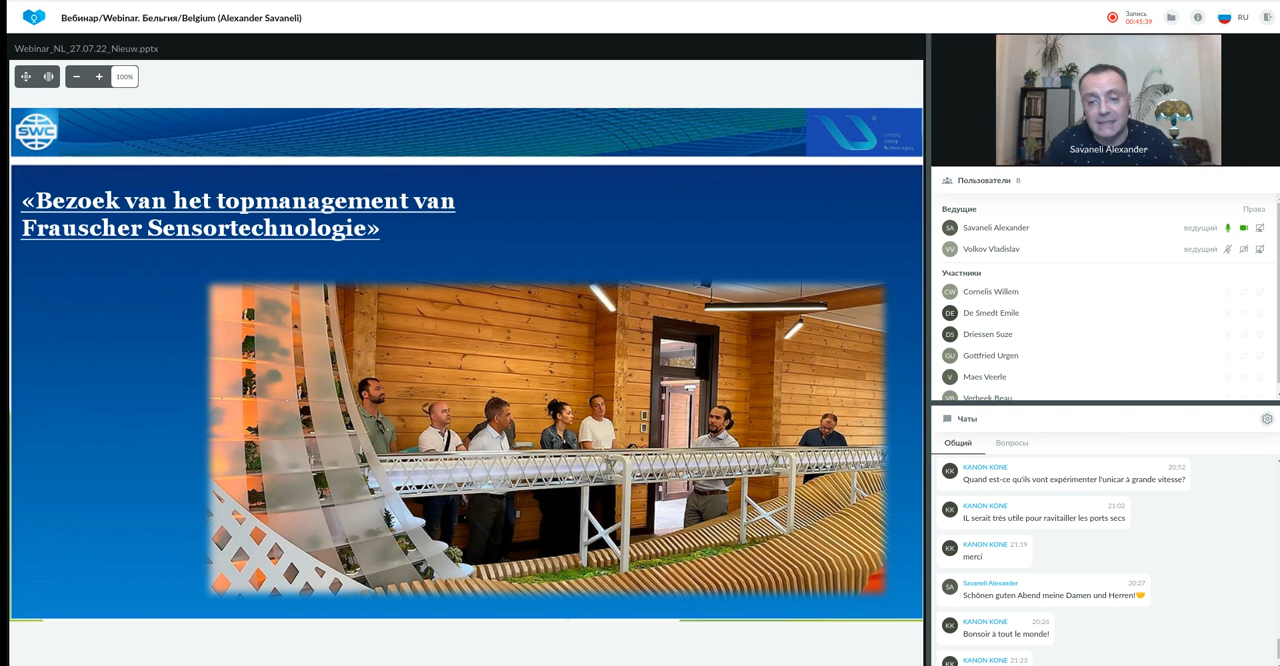 Вебинар/Webinar. Бельгия/Belgium (Alexander Savaneli)
Запись
00:45:39
RU
Webinar_NL_27.07.22_Nieuw.pptx
100%
SWC
«Bezoek van het topmanagement van
Frauscher Sensortechnologie»
Savaneli Alexander
Пользователи 8
Ведущие Права
SA Savaneli Alexander ведущий
VV Volkov Vladislav ведущий
Участники
CW Cornelis Willem
DE De Smedt Emile
DS Driessen Suze
GU Gottfried Urgen
V Maes Veerle
VB Verbeek Beau
Чаты
Общий Вопросы
KK KANON KONE 20:52
Quand est-ce qu'ils vont expérimenter l'unicar à grande vitesse?
KK KANON KONE 21:02
IL serait très utile pour ravitailler les ports secs
KK KANON KONE 21:19
merci
SA Savaneli Alexander 20:27
Schönen guten Abend meine Damen und Herren!🤝
KK KANON KONE 20:26
Bonsoir à tout le monde!
KK KANON KONE 21:23